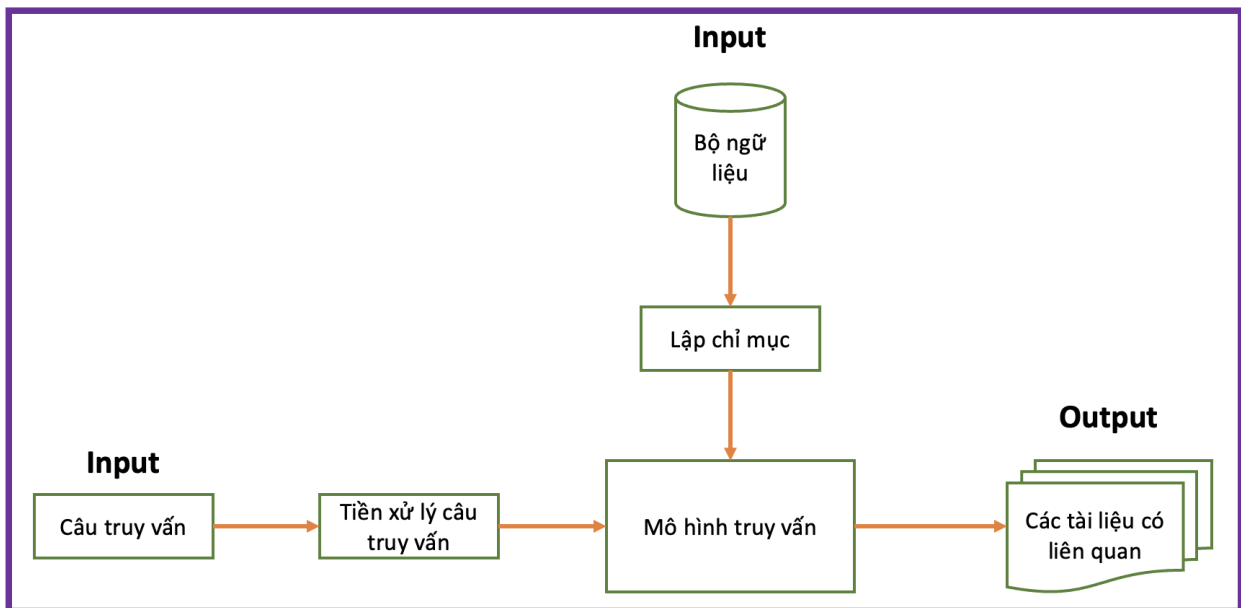 Input
Bộ ngữ
liệu
Lập chỉ mục
Output
Input
Câu truy vấn
Tiền xử lý câu
truy vấn
Mô hình truy vấn
Các tài liệu có
liên quan